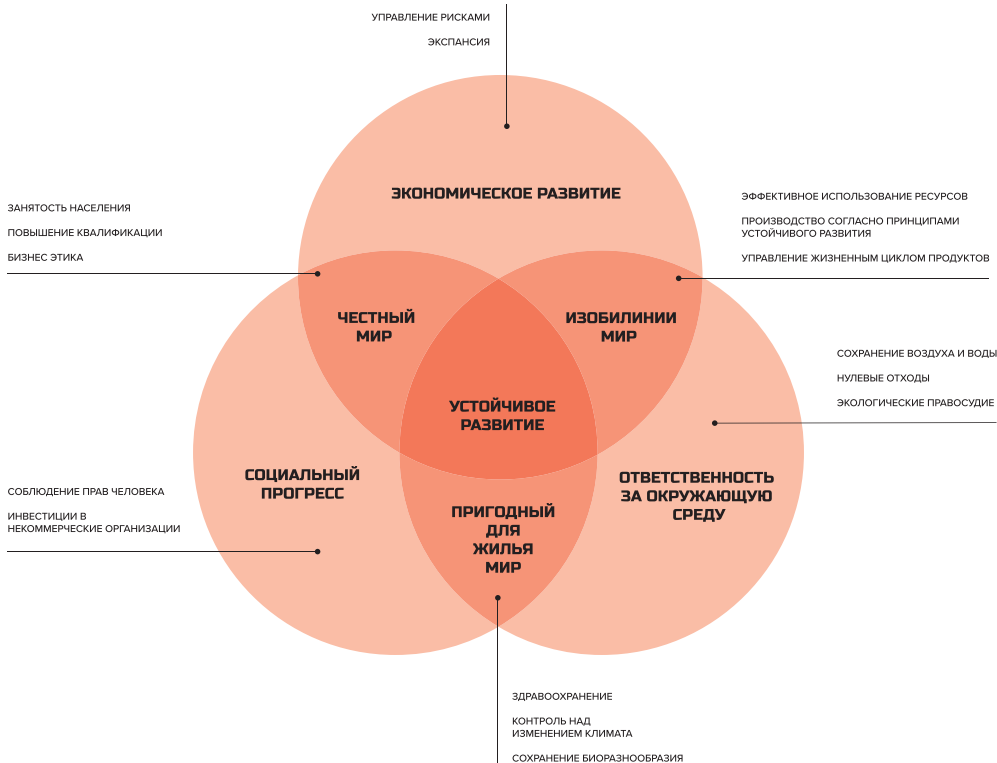 УПРАВЛЕНИЕ РИСКАМИ
ЭКСПАНСИЯ
ЭКОНОМИЧЕСКОЕ РАЗВИТИЕ
ЗАНЯТОСТЬ НАСЕЛЕНИЯ
ПОВЫШЕНИЕ КВАЛИФИКАЦИИ
БИЗНЕС ЭТИКА
ЭФФЕКТИВНОЕ ИСПОЛЬЗОВАНИЕ РЕСУРСОВ
ПРОИЗВОДСТВО СОГЛАСНО ПРИНЦИПАМИ
УСТОЙЧИВОГО РАЗВИТИЯ
УПРАВЛЕНИЕ ЖИЗНЕННЫМ ЦИКЛОМ ПРОДУКТОВ
ЧЕСТНЫЙ
МИР
ИЗОБИЛИНИИ
МИР
СОХРАНЕНИЕ ВОЗДУХА И ВОДЫ
НУЛЕВЫЕ ОТХОДЫ
ЭКОЛОГИЧЕСКИЕ ПРАВОСУДИЕ
УСТОЙЧИВОЕ
РАЗВИТИЕ
СОЦИАЛЬНЫЙ
ПРОГРЕСС
ОТВЕТСТВЕННОСТЬ
ЗА ОКРУЖАЮЩУЮ
СРЕДУ
СОБЛЮДЕНИЕ ПРАВ ЧЕЛОВЕКА
ИНВЕСТИЦИИ В
НЕКОММЕРЧЕСКИЕ ОРГАНИЗАЦИИ
ПРИГОДНЫЙ
ДЛЯ
ЖИЛЬЯ
МИР
ЗДРАВООХРАНЕНИЕ
КОНТРОЛЬ НАД
ИЗМЕНЕНИЕМ КЛИМАТА
СОХРАНЕНИЕ БИОРАЗНООБРАЗИЯ